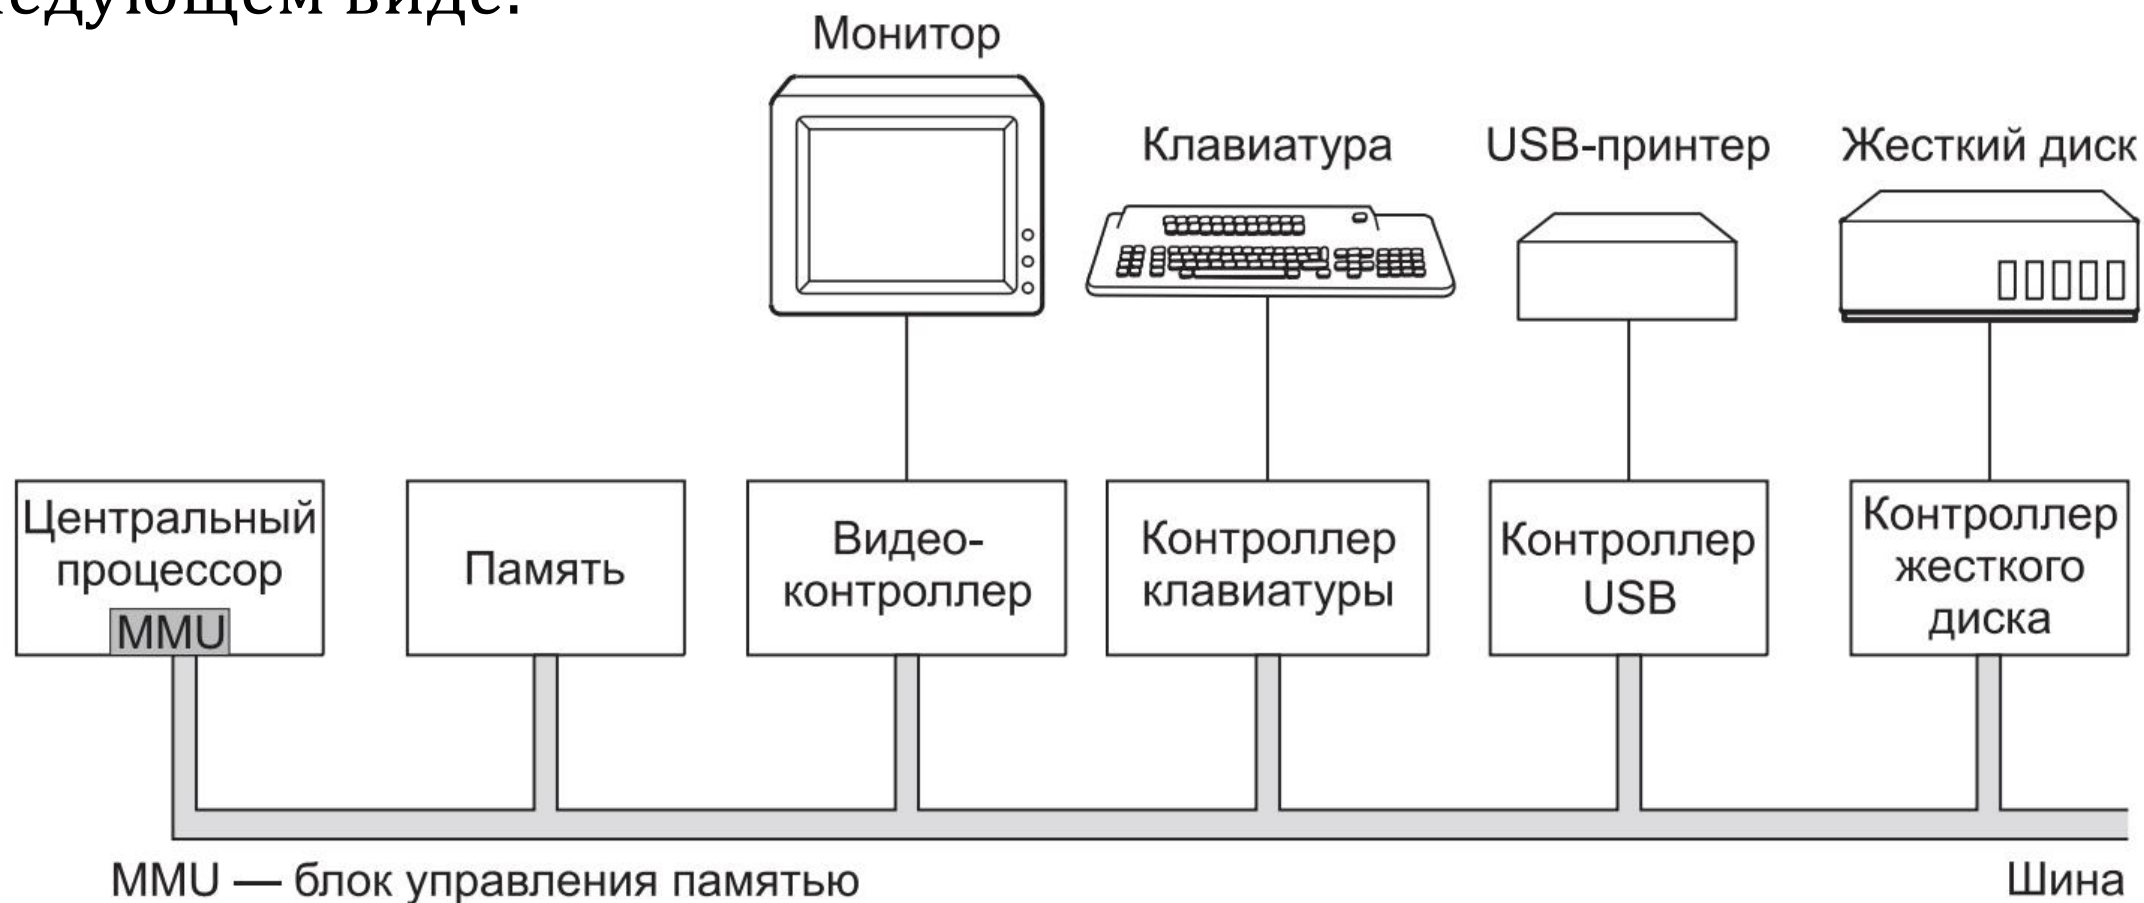 виде:
Монитор
Клавиатура
USB-принтер
Жесткий диск
Центральный
процессор
MMU
Память
Видео-
контроллер
Контроллер
клавиатуры
Контроллер
USB
Контроллер
жесткого
диска
MMU — блок управления памятью
Шина